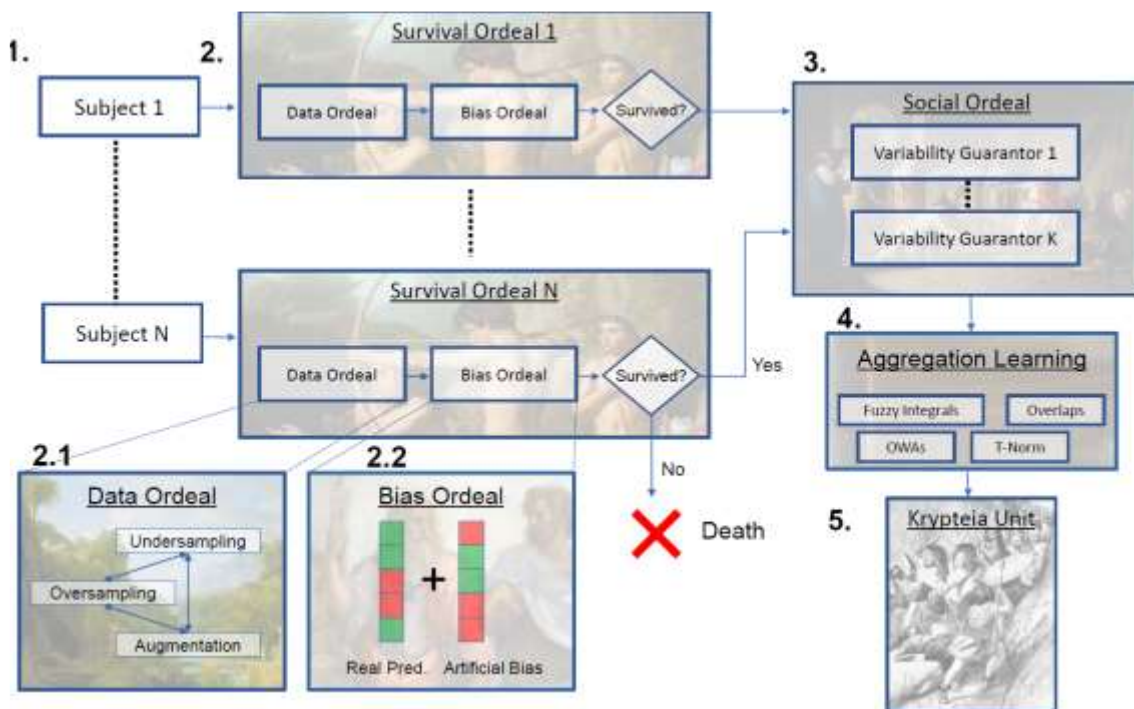 1.
Subject 1
Subject N
2.
Survival Ordeal 1
Data Ordeal
Bias Ordeal
Survived?
Survival Ordeal N
Data Ordeal
Bias Ordeal
Survived?
Yes
No
Death
2.1
Data Ordeal
Undersampling
Oversampling
Augmentation
2.2
Bias Ordeal
+
Real Pred.
Artificial Bias
3.
Social Ordeal
Variability Guarantor 1
Variability Guarantor K
4.
Aggregation Learning
Fuzzy Integrals
Overlaps
OWAs
T-Norm
5.
Krypteia Unit